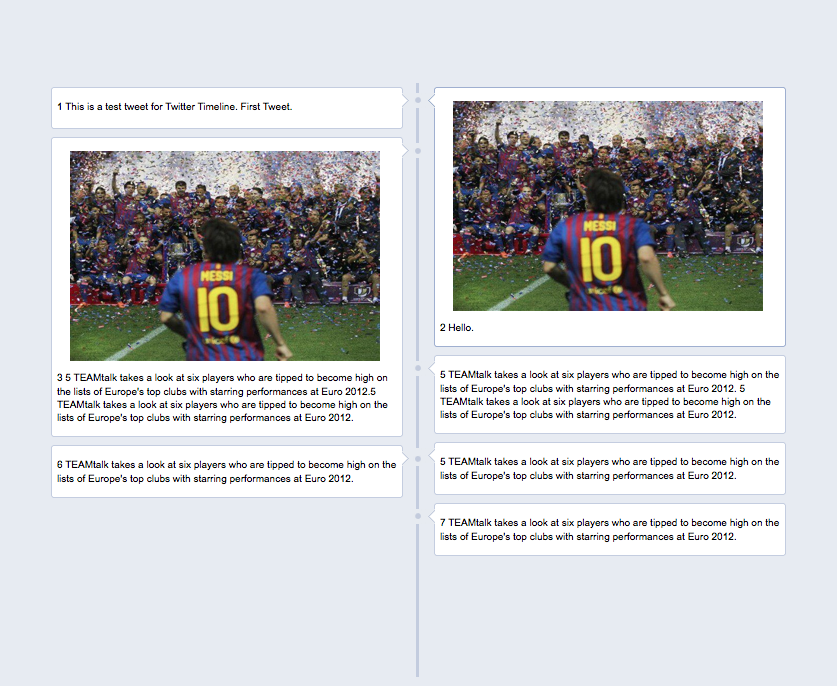 1 This is a test tweet for Twitter Timeline. First Tweet.
MESSI
10
unicef
3 5 TEAMtalk takes a look at six players who are tipped to become high on
the lists of Europe's top clubs with starring performances at Euro 2012.5
TEAMtalk takes a look at six players who are tipped to become high on the
lists of Europe's top clubs with starring performances at Euro 2012.
6 TEAMtalk takes a look at six players who are tipped to become high on the
lists of Europe's top clubs with starring performances at Euro 2012.
MESSI
10
2 Hello.
5 TEAMtalk takes a look at six players who are tipped to become high on the
lists of Europe's top clubs with starring performances at Euro 2012. 5
TEAMtalk takes a look at six players who are tipped to become high on the
lists of Europe's top clubs with starring performances at Euro 2012.
5 TEAMtalk takes a look at six players who are tipped to become high on the
lists of Europe's top clubs with starring performances at Euro 2012.
7 TEAMtalk takes a look at six players who are tipped to become high on the
lists of Europe's top clubs with starring performances at Euro 2012.